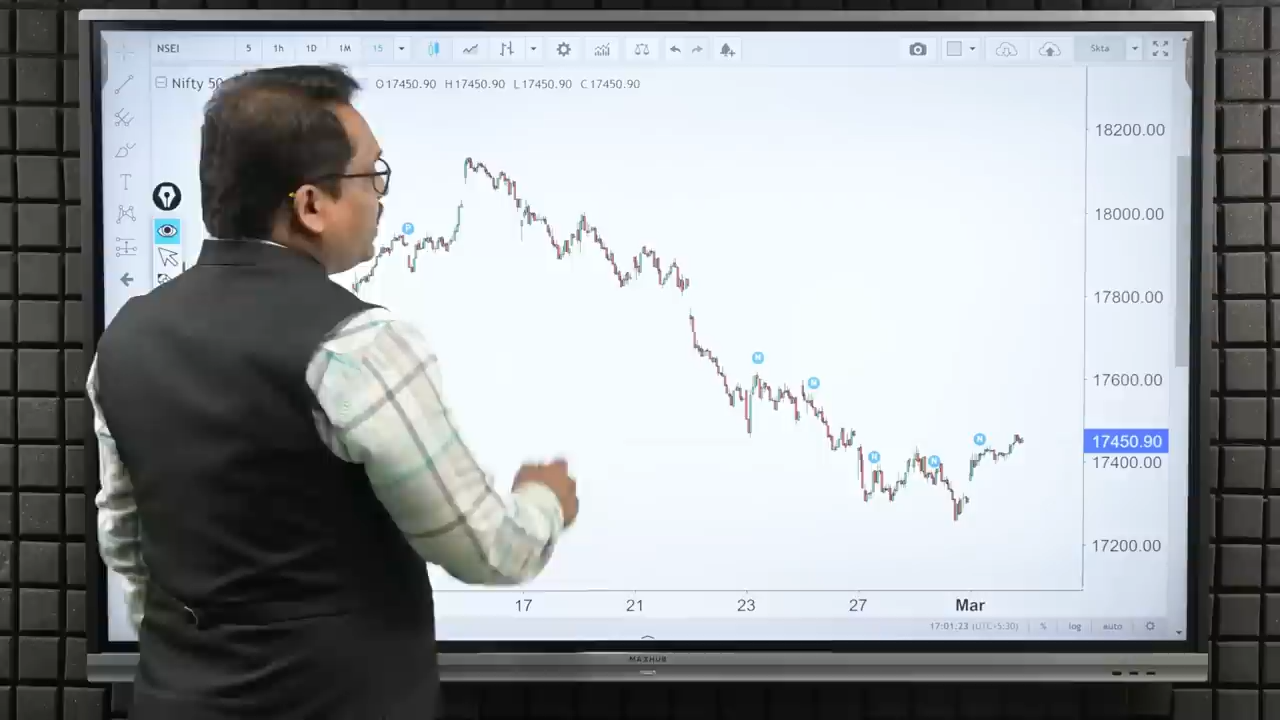 NSEI 5 1h 1D 1M 15 Skta
Nifty 50 O17450.90 H17450.90 L17450.90 C17450.90
18200.00
P
18000.00
17800.00
N
17600.00
N
N
N
N
17450.90
17400.00
17200.00
17 21 23 27 Mar
17:01:23 (UTC+5:30) % log auto
MAXHUB